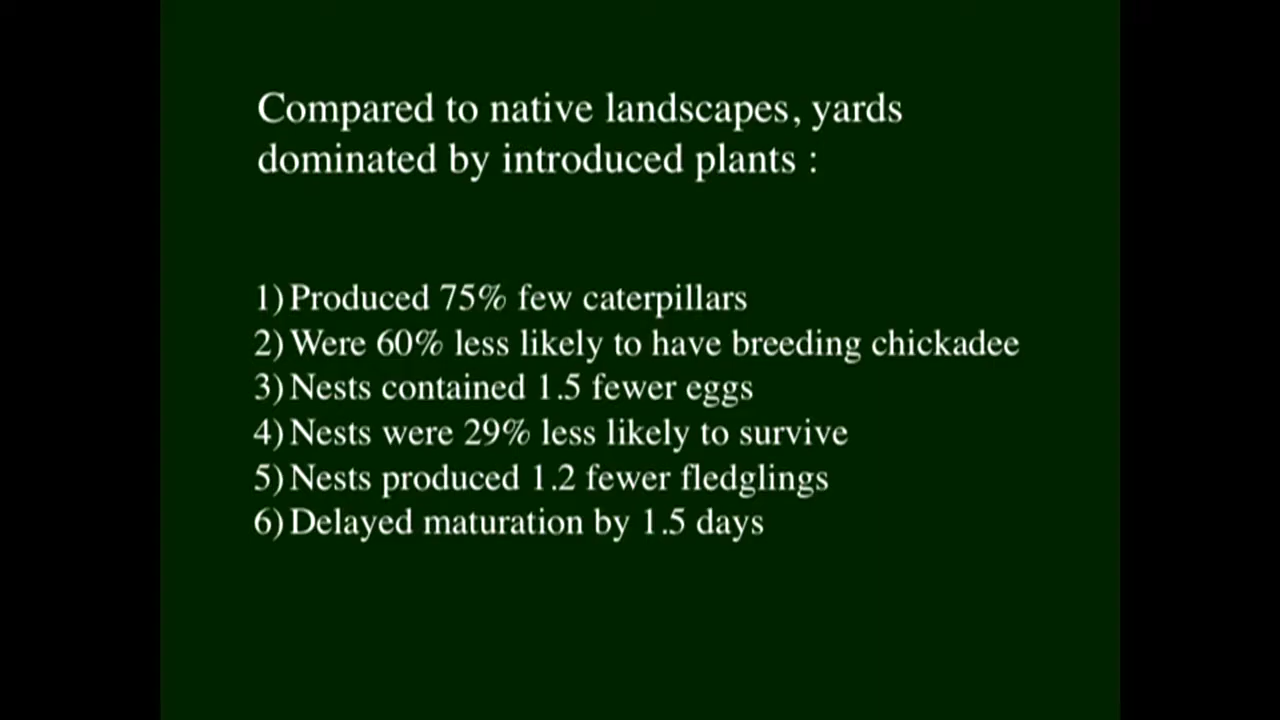 Compared to native landscapes, yards
dominated by introduced plants :
1) Produced 75% few caterpillars
2) Were 60% less likely to have breeding chickadee
3) Nests contained 1.5 fewer eggs
4) Nests were 29% less likely to survive
5) Nests produced 1.2 fewer fledglings
6) Delayed maturation by 1.5 days